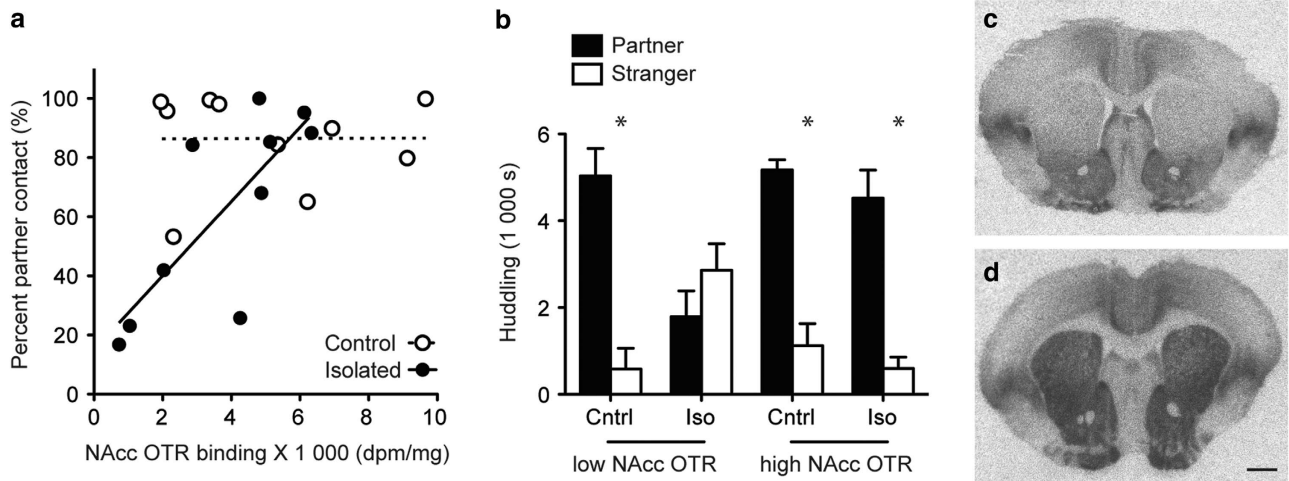 a
Percent partner contact (%)
100
80
60
40
20
0
0 2 4 6 8 10
NAcc OTR binding X 1 000 (dpm/mg)
Control
Isolated
b
Partner
Stranger
Huddling (1 000 s)
6
4
2
0
* * *
Cntrl Iso Cntrl Iso
low NAcc OTR high NAcc OTR
c
d